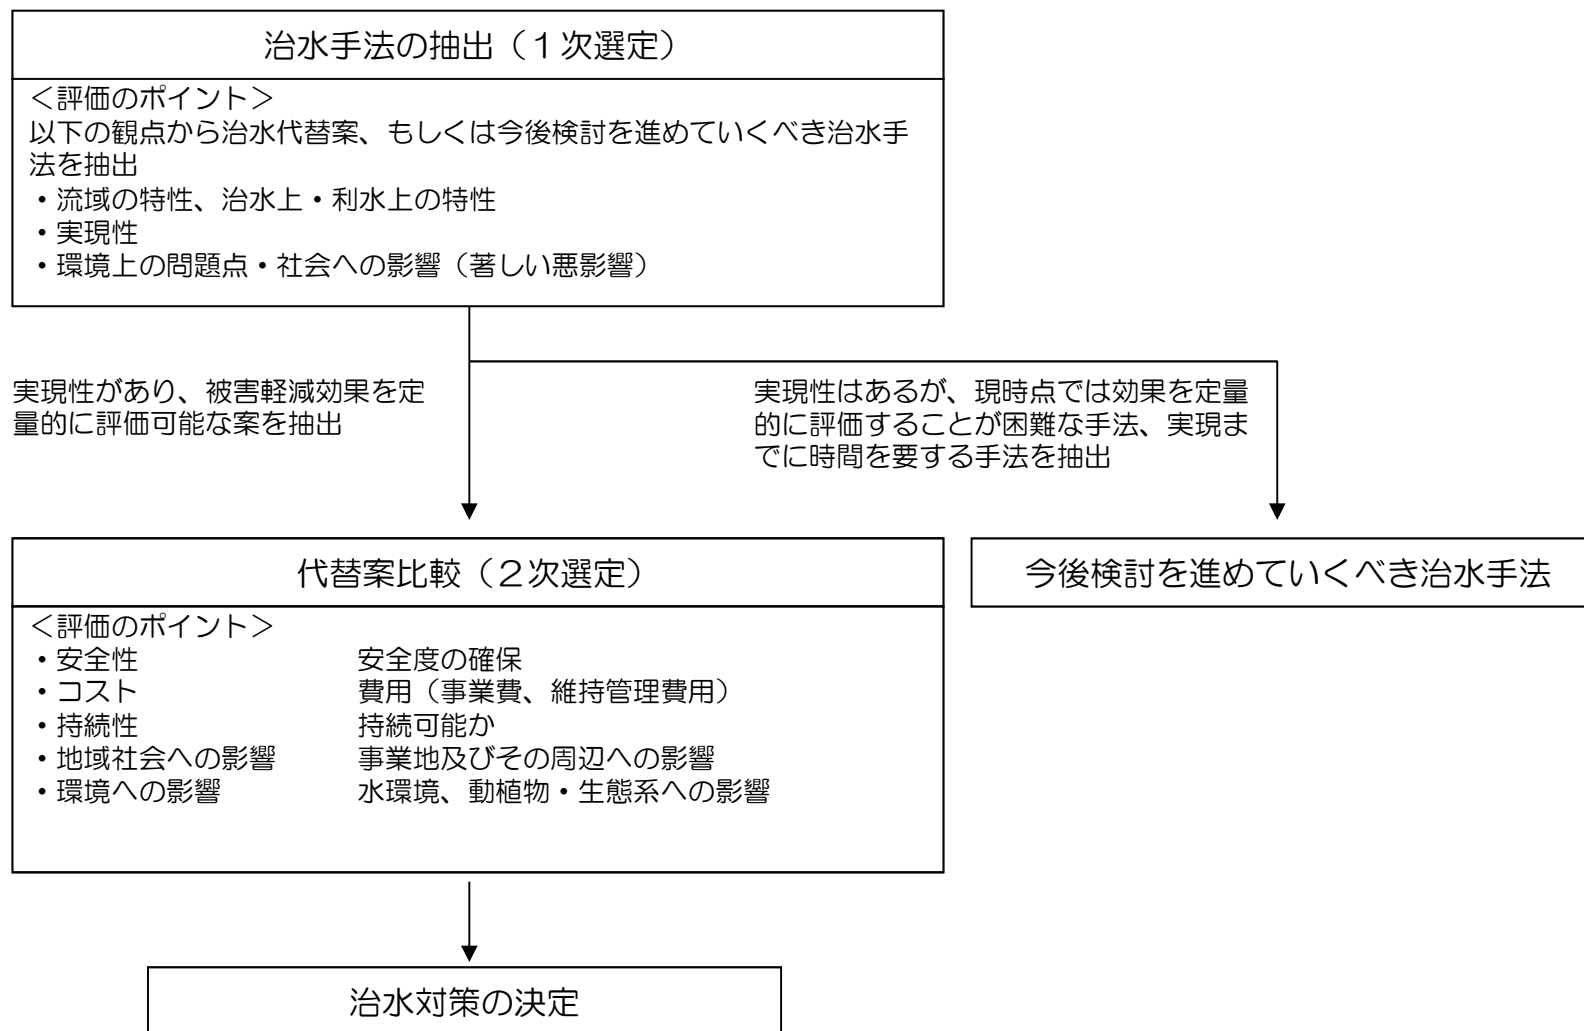 治水手法の抽出（１次選定）
＜評価のポイント＞
以下の観点から治水代替案、もしくは今後検討を進めていくべき治水手
法を抽出
・流域の特性、治水上・利水上の特性
・実現性
・環境上の問題点・社会への影響（著しい悪影響）
実現性があり、被害軽減効果を定
量的に評価可能な案を抽出
実現性はあるが、現時点では効果を定量
的に評価することが困難な手法、実現ま
でに時間を要する手法を抽出
代替案比較（２次選定）
今後検討を進めていくべき治水手法
＜評価のポイント＞
・安全性 安全度の確保
・コスト 費用（事業費、維持管理費用）
・持続性 持続可能か
・地域社会への影響 事業地及びその周辺への影響
・環境への影響 水環境、動植物・生態系への影響
治水対策の決定